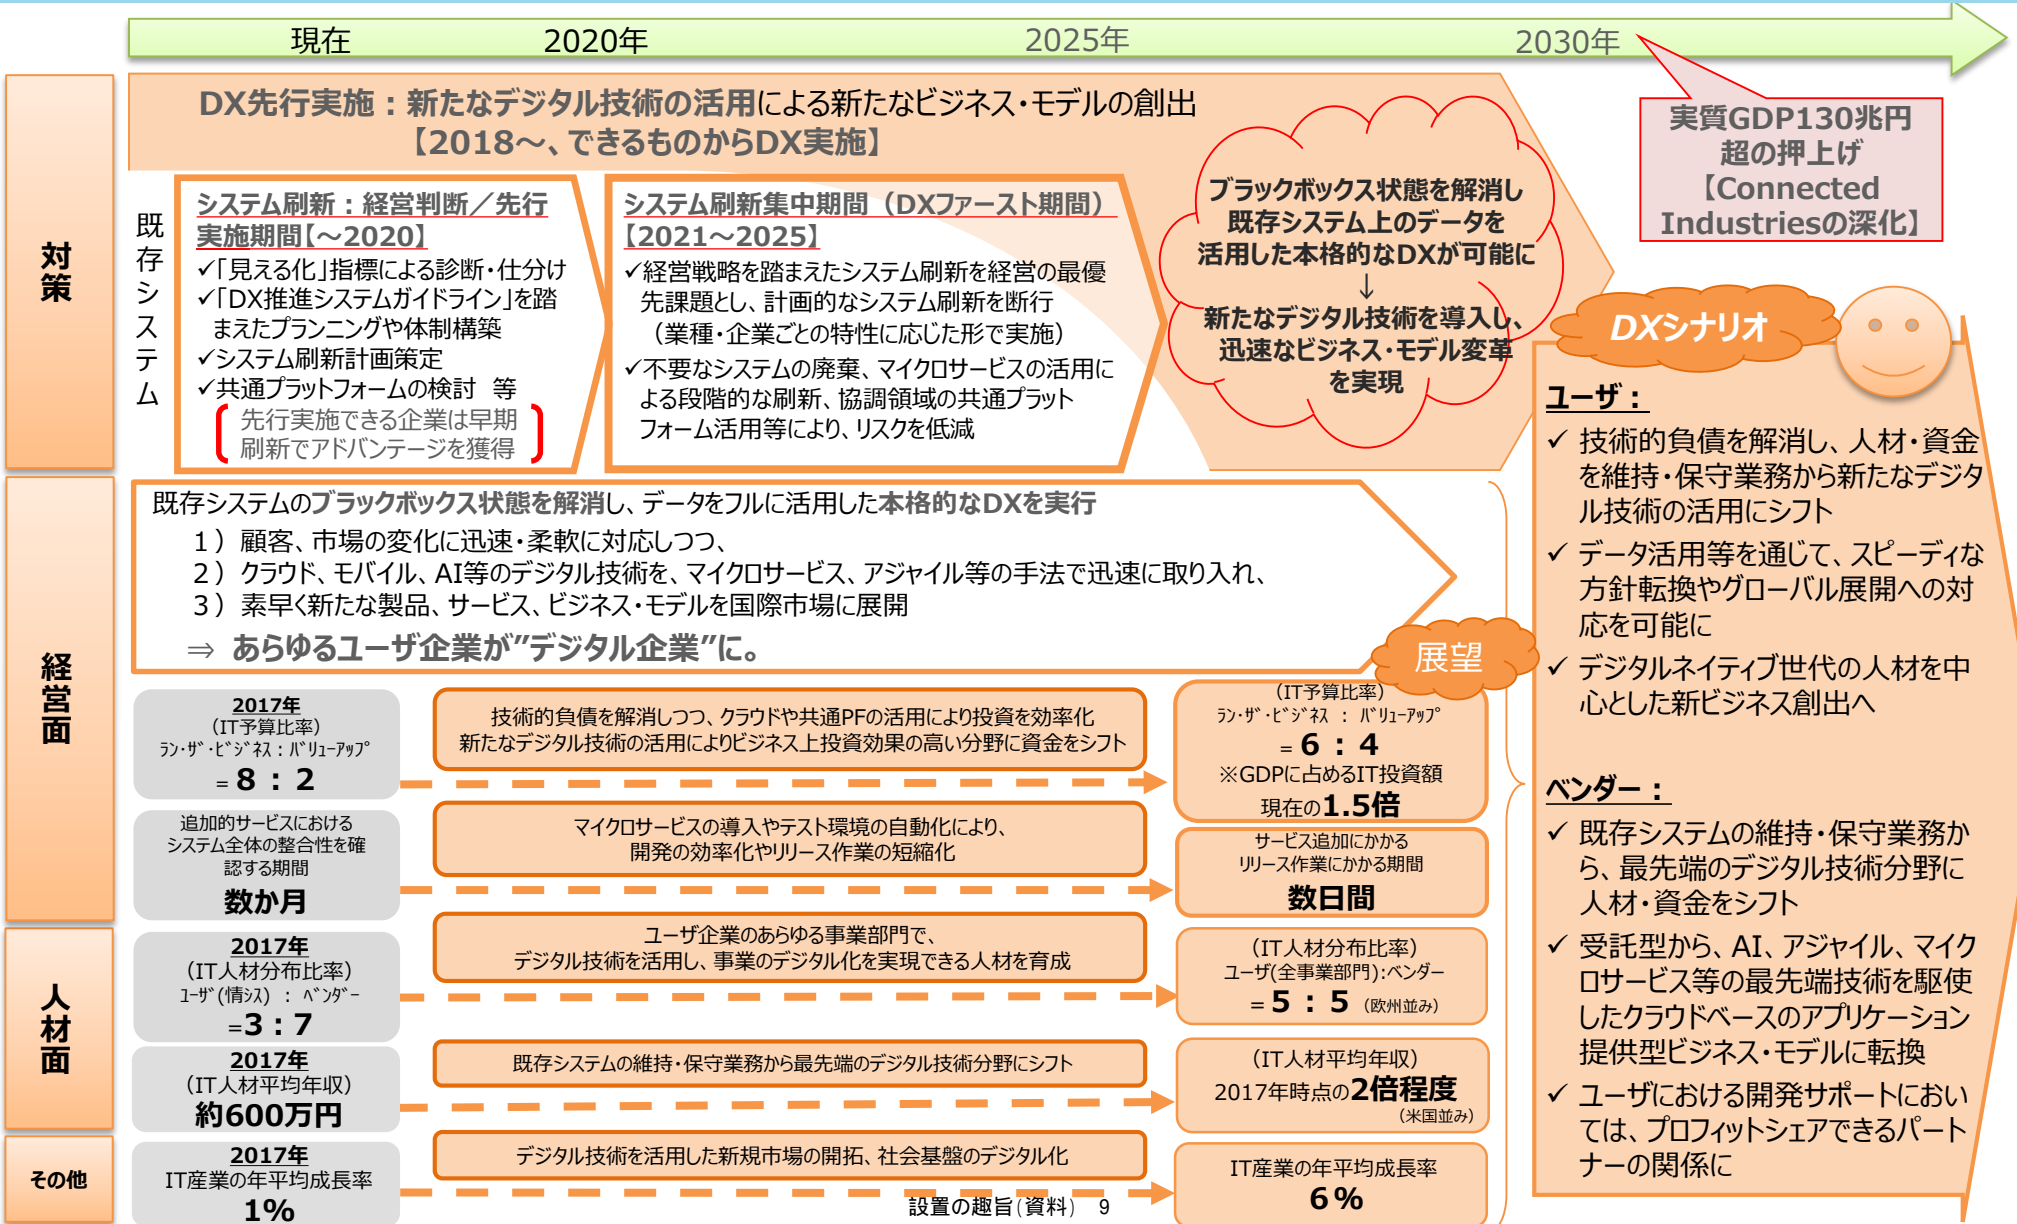 現在
2020年
2025年
2030年
実質GDP130兆円
超の押上げ
【Connected
Industriesの深化】
対策
DX先行実施：新たなデジタル技術の活用による新たなビジネス・モデルの創出
【2018～、できるものからDX実施】
既存システム
システム刷新：経営判断／先行
実施期間【～2020】
✓「見える化」指標による診断・仕分け
✓「DX推進システムガイドライン」を踏
まえたプランニングや体制構築
✓システム刷新計画策定
✓共通プラットフォームの検討　等
先行実施できる企業は早期
刷新でアドバンテージを獲得
システム刷新集中期間（DXファースト期間）
【2021～2025】
✓経営戦略を踏まえたシステム刷新を経営の最優
先課題とし、計画的なシステム刷新を断行
（業種・企業ごとの特性に応じた形で実施）
✓不要なシステムの廃棄、マイクロサービスの活用に
よる段階的な刷新、協調領域の共通プラット
フォーム活用等により、リスクを低減
ブラックボックス状態を解消し
既存システム上のデータを
活用した本格的なDXが可能に
↓
新たなデジタル技術を導入し、
迅速なビジネス・モデル変革
を実現
経営面
既存システムのブラックボックス状態を解消し、データをフルに活用した本格的なDXを実行
1）顧客、市場の変化に迅速・柔軟に対応しつつ、
2）クラウド、モバイル、AI等のデジタル技術を、マイクロサービス、アジャイル等の手法で迅速に取り入れ、
3）素早く新たな製品、サービス、ビジネス・モデルを国際市場に展開
⇒ あらゆるユーザ企業が”デジタル企業”に。
展望
2017年
（IT予算比率）
ﾗﾝ・ｻﾞ・ﾋﾞｼﾞﾈｽ：ﾊﾞﾘｭｰｱｯﾌﾟ
= 8 : 2
技術的負債を解消しつつ、クラウドや共通PFの活用により投資を効率化
新たなデジタル技術の活用によりビジネス上投資効果の高い分野に資金をシフト
（IT予算比率）
ﾗﾝ・ｻﾞ・ﾋﾞｼﾞﾈｽ ： ﾊﾞﾘｭｰｱｯﾌﾟ
= 6 : 4
※GDPに占めるIT投資額
現在の1.5倍
追加的サービスにおける
システム全体の整合性を確
認する期間
数か月
マイクロサービスの導入やテスト環境の自動化により、
開発の効率化やリリース作業の短縮化
サービス追加にかかる
リリース作業にかかる期間
数日間
人材面
2017年
（IT人材分布比率）
ﾕｰｻﾞ(情ｼｽ) ： ﾍﾞﾝﾀﾞｰ
=3：7
ユーザ企業のあらゆる事業部門で、
デジタル技術を活用し、事業のデジタル化を実現できる人材を育成
（IT人材分布比率）
ユーザ(全事業部門):ベンダー
= 5 : 5 （欧州並み）
2017年
（IT人材平均年収）
約600万円
既存システムの維持・保守業務から最先端のデジタル技術分野にシフト
（IT人材平均年収）
2017年時点の2倍程度
（米国並み）
その他
2017年
IT産業の年平均成長率
1%
デジタル技術を活用した新規市場の開拓、社会基盤のデジタル化
IT産業の年平均成長率
6%
DXシナリオ
ユーザ：
✓ 技術的負債を解消し、人材・資金
を維持・保守業務から新たなデジタ
ル技術の活用にシフト
✓ データ活用等を通じて、スピーディな
方針転換やグローバル展開への対
応を可能に
✓ デジタルネイティブ世代の人材を中
心とした新ビジネス創出へ
ベンダー：
✓ 既存システムの維持・保守業務か
ら、最先端のデジタル技術分野に
人材・資金をシフト
✓ 受託型から、AI、アジャイル、マイク
ロサービス等の最先端技術を駆使
したクラウドベースのアプリケーション
提供型ビジネス・モデルに転換
✓ ユーザにおける開発サポートにおい
ては、プロフィットシェアできるパート
ナーの関係に
設置の趣旨(資料)　9